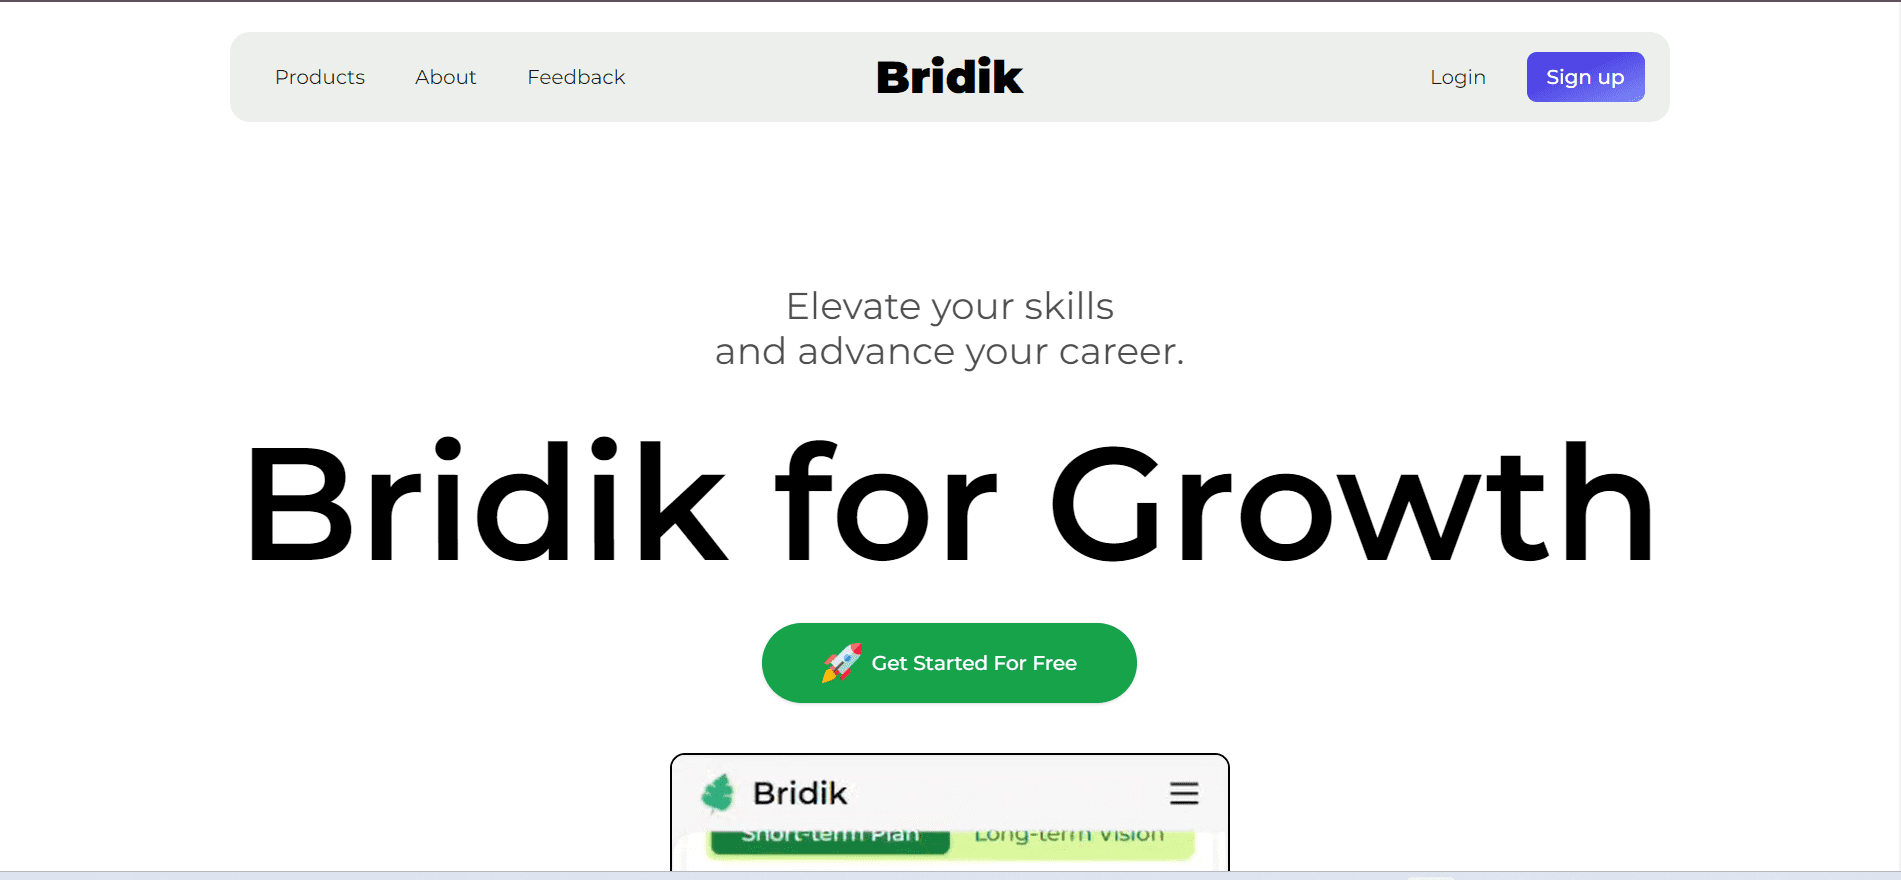 Products About Feedback Bridik Login Sign up
Elevate your skills
and advance your career.
Bridik for Growth
Get Started For Free
Bridik
Short-term Plan Long-term Vision